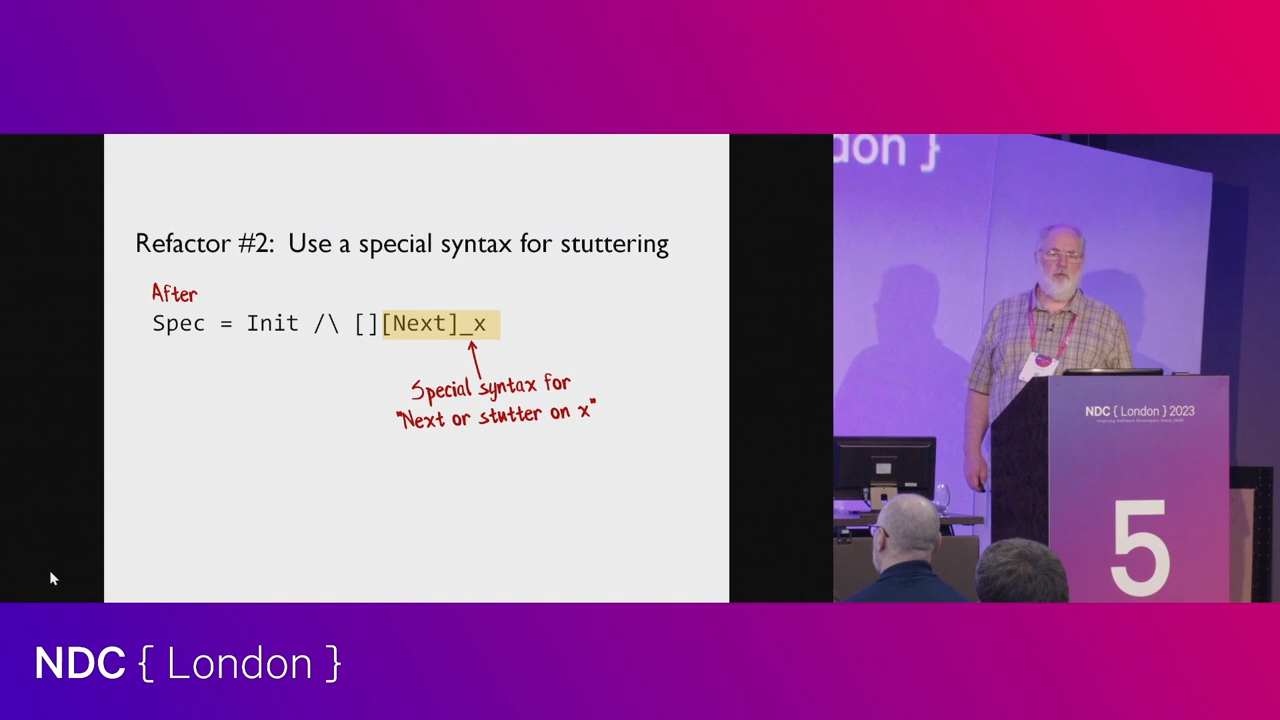 don }
Refactor #2: Use a special syntax for stuttering
After
Spec = Init /\ [][Next]_x
Special syntax for
"Next or stutter on x"
NDC { London } 2023
5
NDC { London }